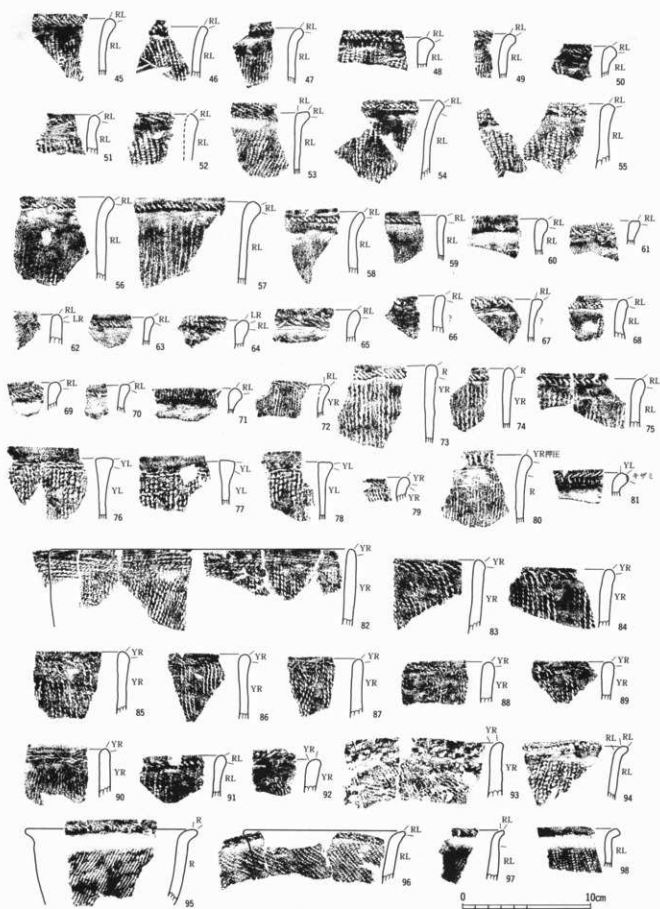 RL RL 45 RL RL 46 RL RL 47 RL RL 48 RL RL 49 RL RL 50
RL RL 51 RL RL 52 RL RL RL 53 RL RL 54 RL RL 55
RL RL 56 RL RL 57 RL RL 58 RL RL 59 RL RL 60 RL 61
RL LR 62 RL RL 63 LR RL 64 RL RL 65 RL ? 66 RL ? 67 RL RL 68
RL 69 RL 70 RL 71 RL YR 72 R YR 73 R YR 74 RL RL 75
YL YL 76 YL YL 77 YL YL 78 YR YR 79 YR押圧 R 80 YL キザミ 81
YR YR 82 YR YR 83 YR YR 84
YR YR 85 YR YR 86 YR YR 87 YR YR 88 YR YR 89
YR YR 90 RL RL 91 YR YR 92 YR YR YR 93 RL RL RL 94
R R 95 RL RL 96 RL RL 97 RL RL 98
0 10cm